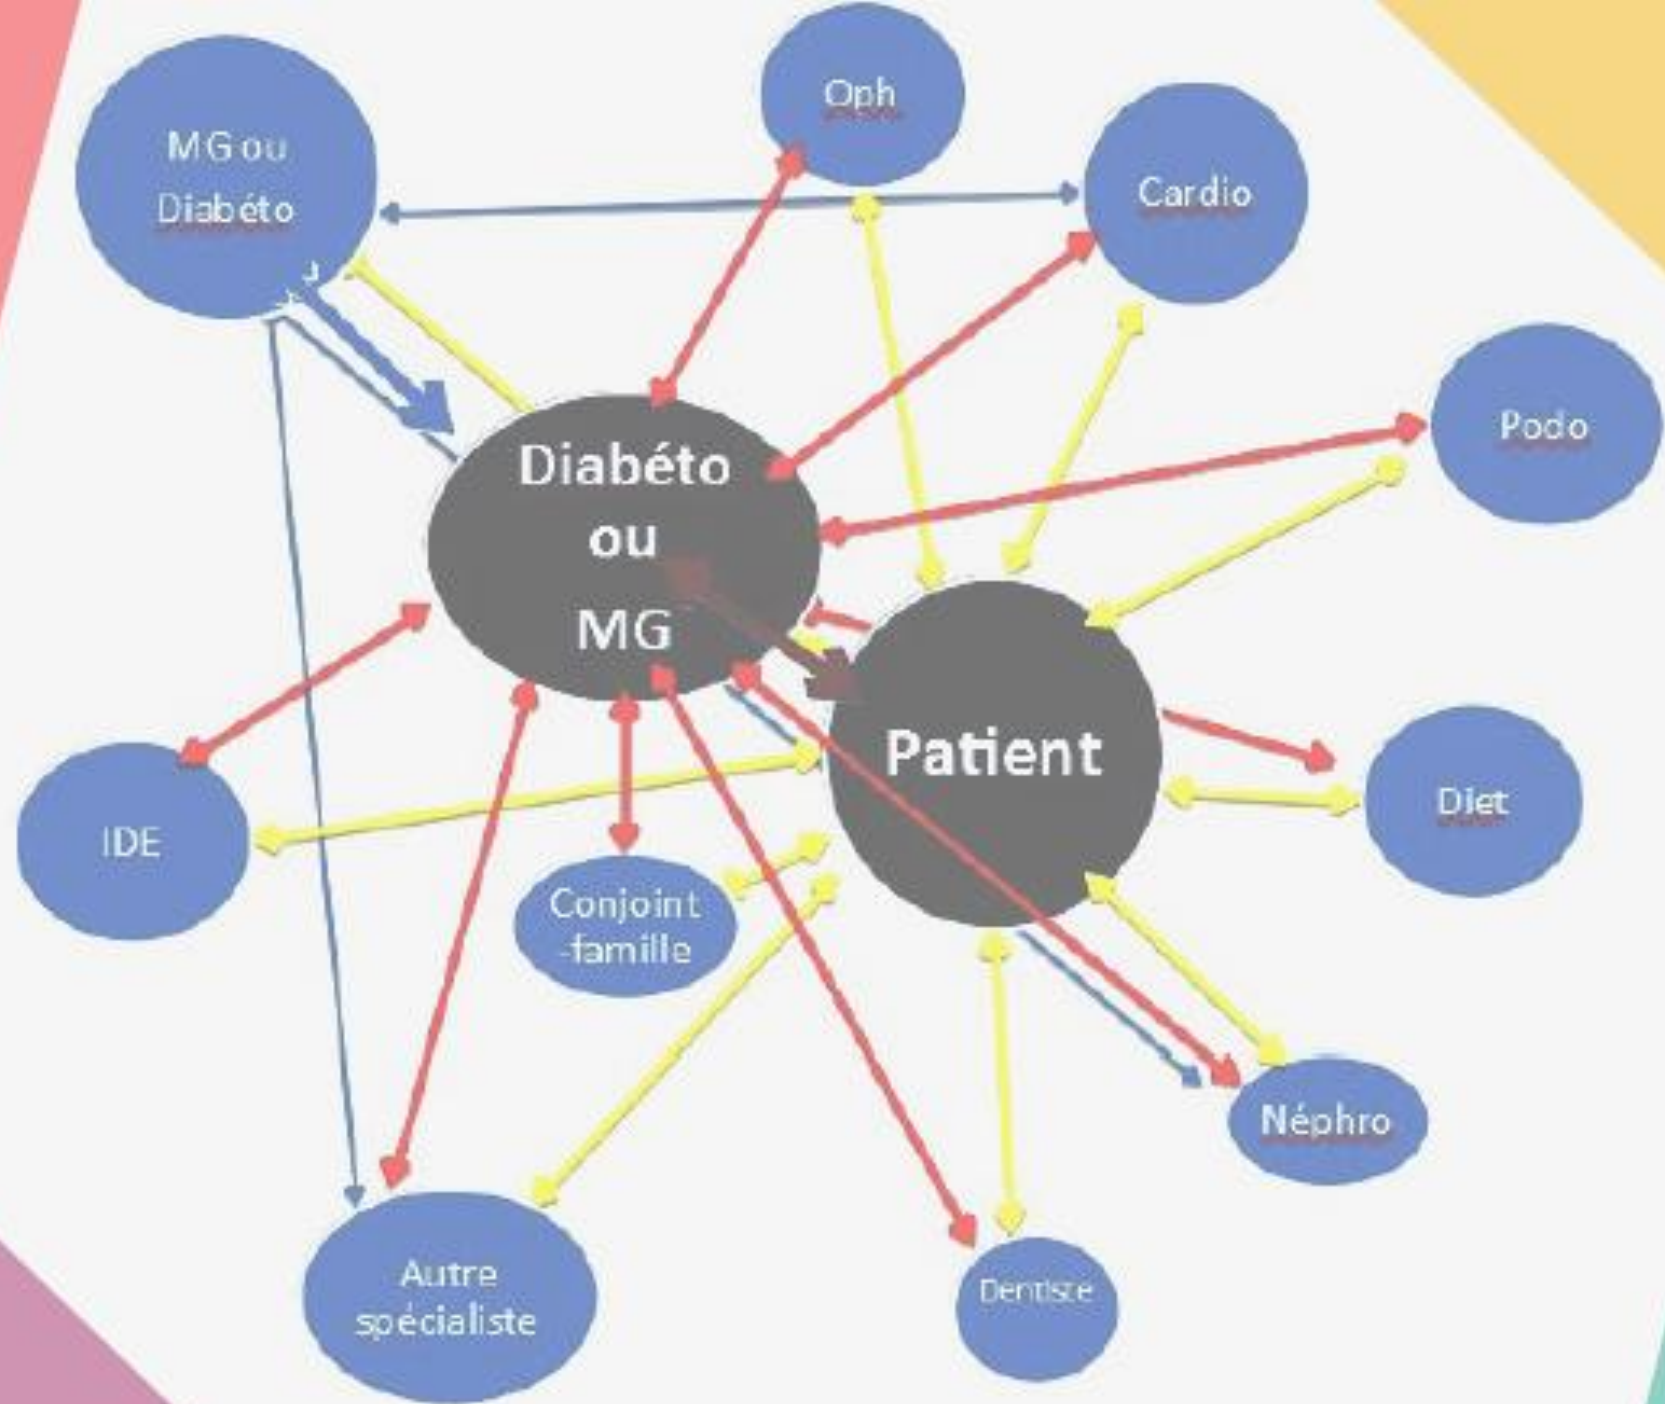 Oph
MG ou
Diabéto
Cardio
Podo
Diabéto
ou
MG
Patient
IDE
Diet
Conjoint
-famille
Néphro
Autre
spécialiste
Dentiste